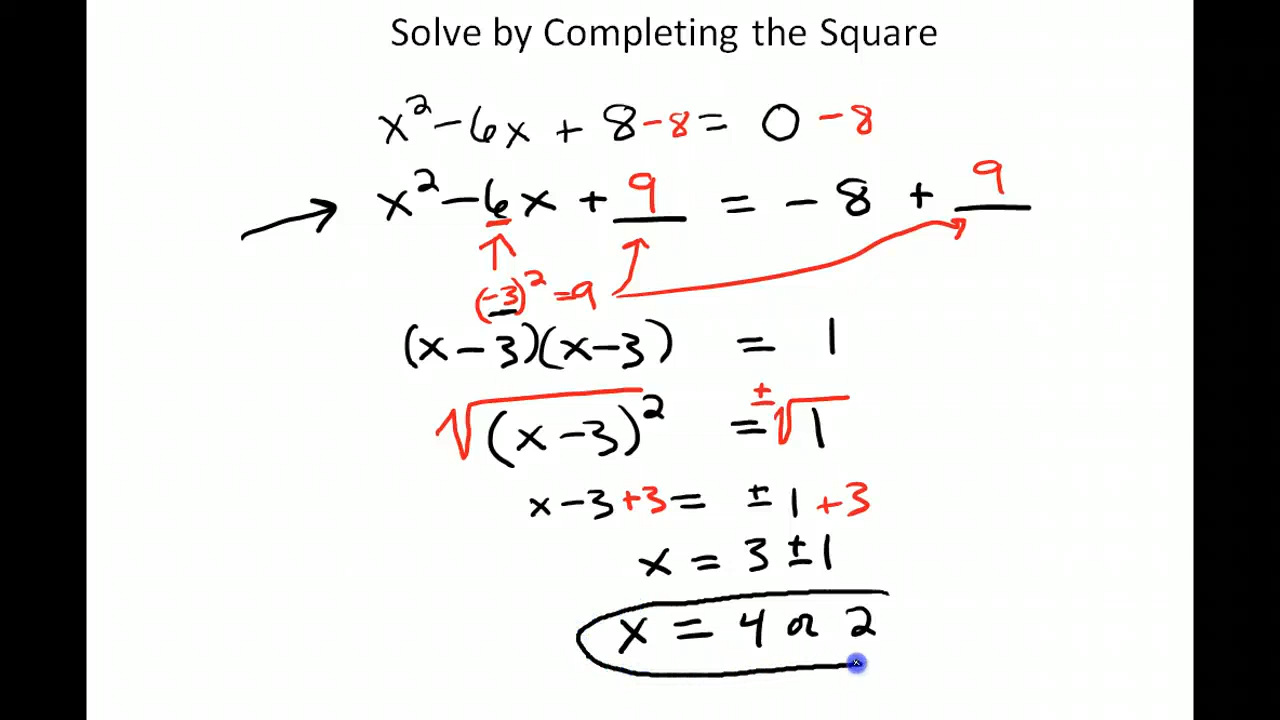 Solve by Completing the Square
x² - 6x + 8 - 8 = 0 - 8
x² - 6x + 9 = - 8 + 9
(-3)² = 9
(x - 3)(x - 3) = 1
√(x - 3)² = ±√1
x - 3 + 3 = ± 1 + 3
x = 3 ± 1
x = 4 or 2